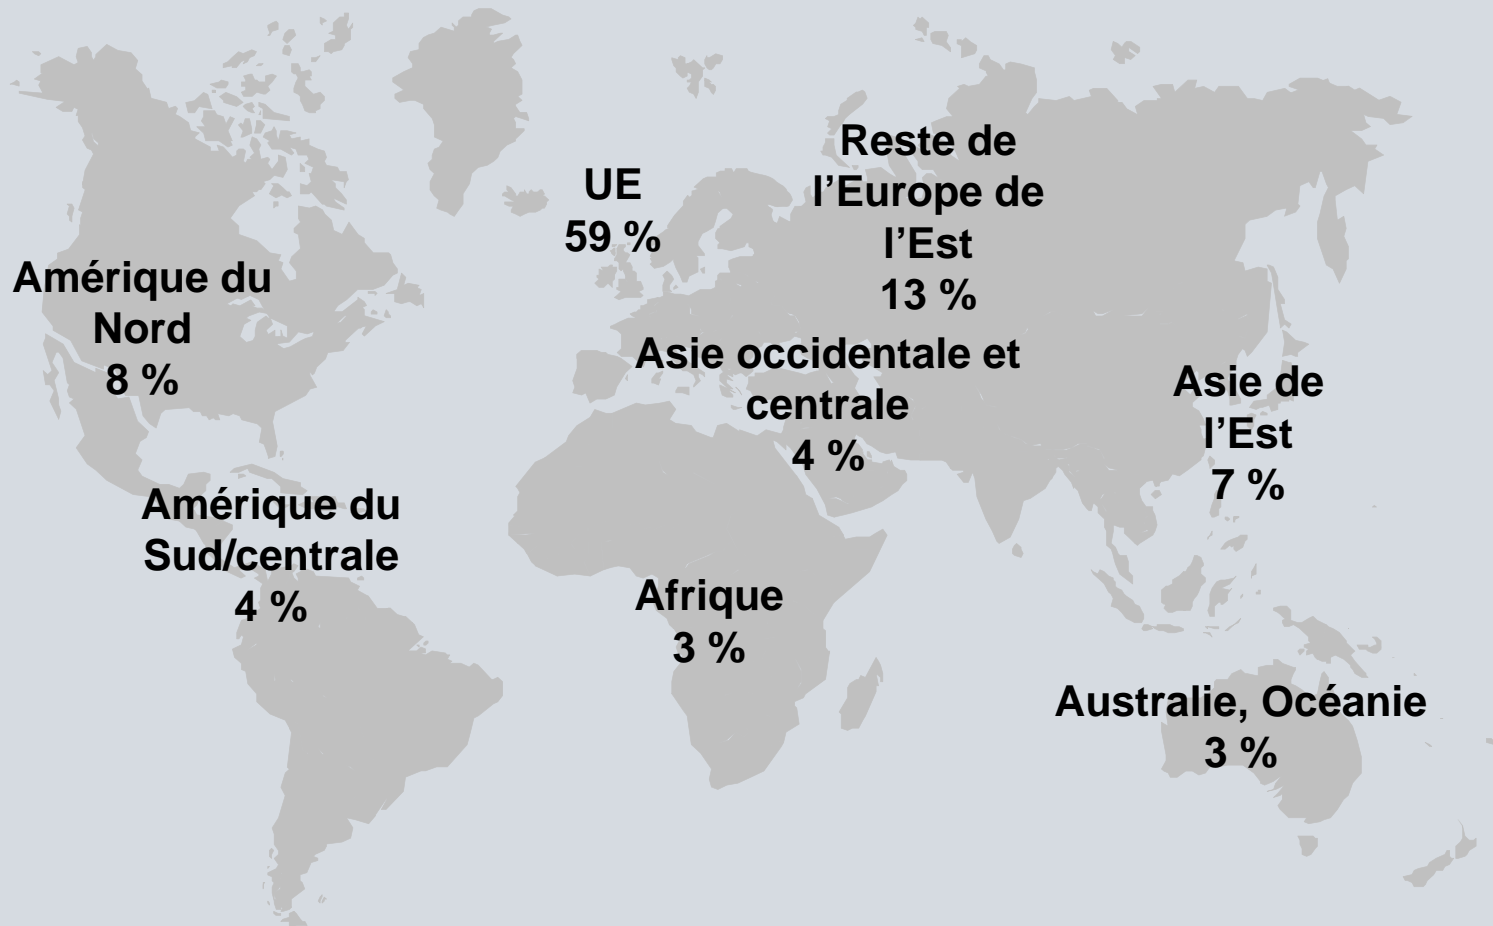 UE
59 %
Reste de
l’Europe de
l’Est
13 %
Amérique du
Nord
8 %
Asie occidentale et
centrale
4 %
Asie de
l’Est
7 %
Amérique du
Sud/centrale
4 %
Afrique
3 %
Australie, Océanie
3 %